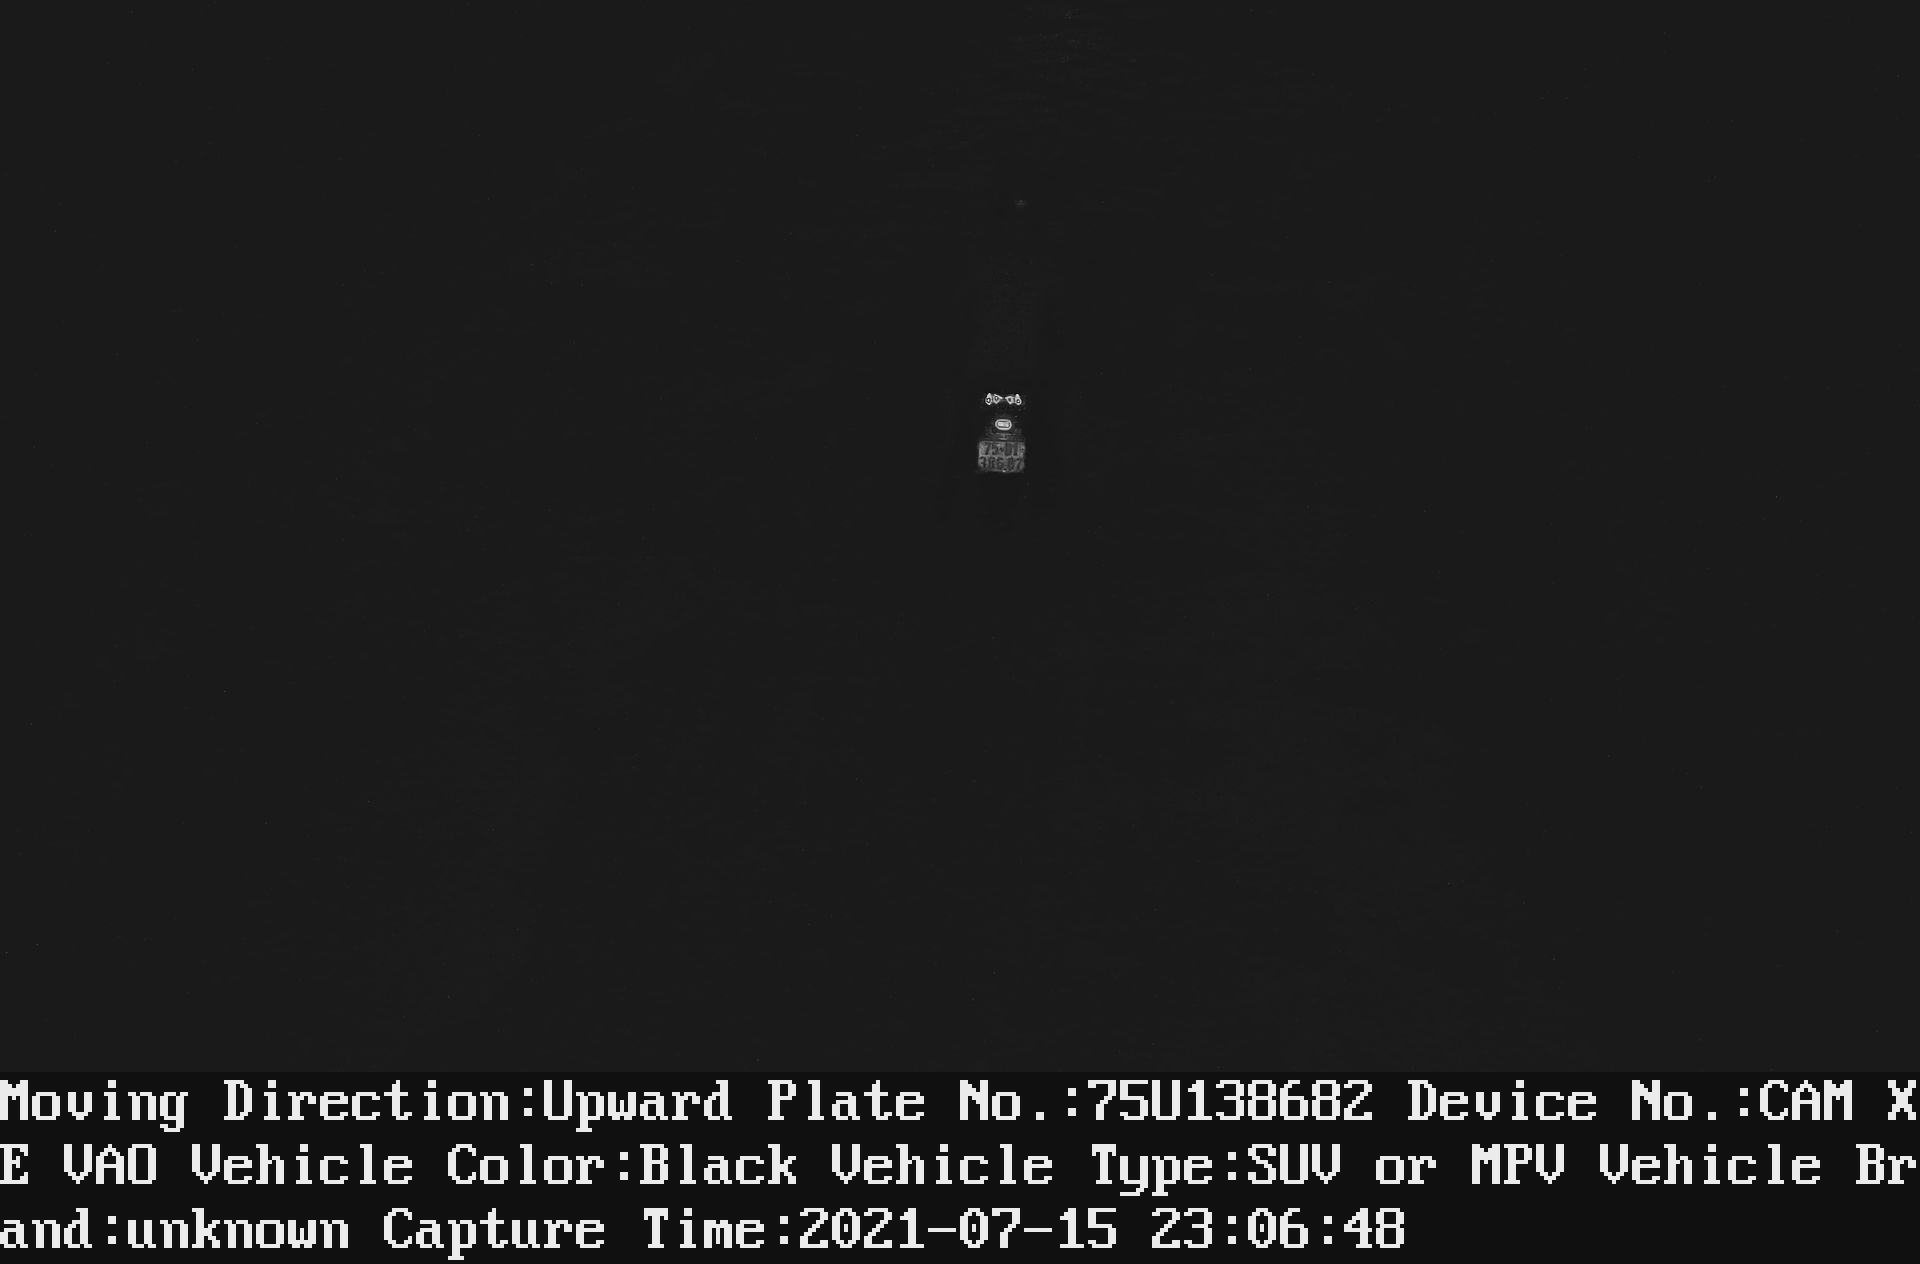 Moving Direction:Upward Plate No.:75U138682 Device No.:CAM X
E VAO Vehicle Color:Black Vehicle Type:SUV or MPV Vehicle Br
and:unknown Capture Time:2021-07-15 23:06:48